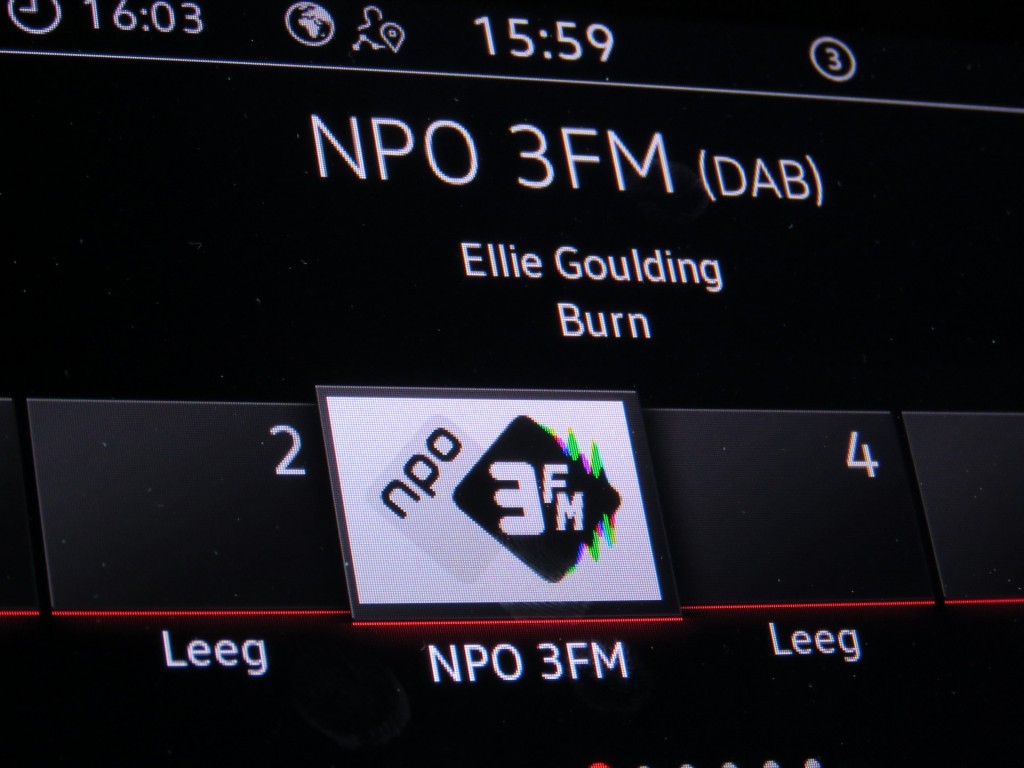 16:03
15:59
3
NPO 3FM (DAB)
Ellie Goulding
Burn
2
npo
3FM
4
Leeg
NPO 3FM
Leeg